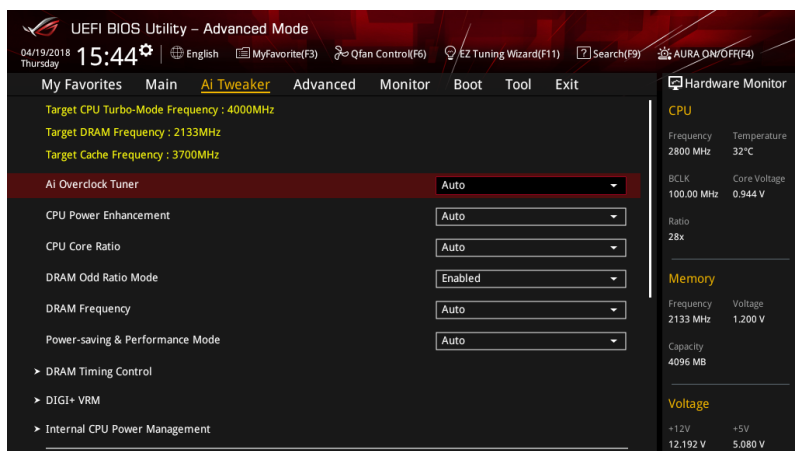 UEFI BIOS Utility – Advanced Mode
04/19/2018 Thursday 15:44 English MyFavorite(F3) Qfan Control(F6) EZ Tuning Wizard(F11) ? Search(F9) AURA ON/OFF(F4)
My Favorites Main Ai Tweaker Advanced Monitor Boot Tool Exit
Target CPU Turbo-Mode Frequency : 4000MHz
Target DRAM Frequency : 2133MHz
Target Cache Frequency : 3700MHz
Ai Overclock Tuner Auto
CPU Power Enhancement Auto
CPU Core Ratio Auto
DRAM Odd Ratio Mode Enabled
DRAM Frequency Auto
Power-saving & Performance Mode Auto
> DRAM Timing Control
> DIGI+ VRM
> Internal CPU Power Management
Hardware Monitor
CPU
Frequency Temperature
2800 MHz 32°C
BCLK Core Voltage
100.00 MHz 0.944 V
Ratio
28x
Memory
Frequency Voltage
2133 MHz 1.200 V
Capacity
4096 MB
Voltage
+12V +5V
12.192 V 5.080 V